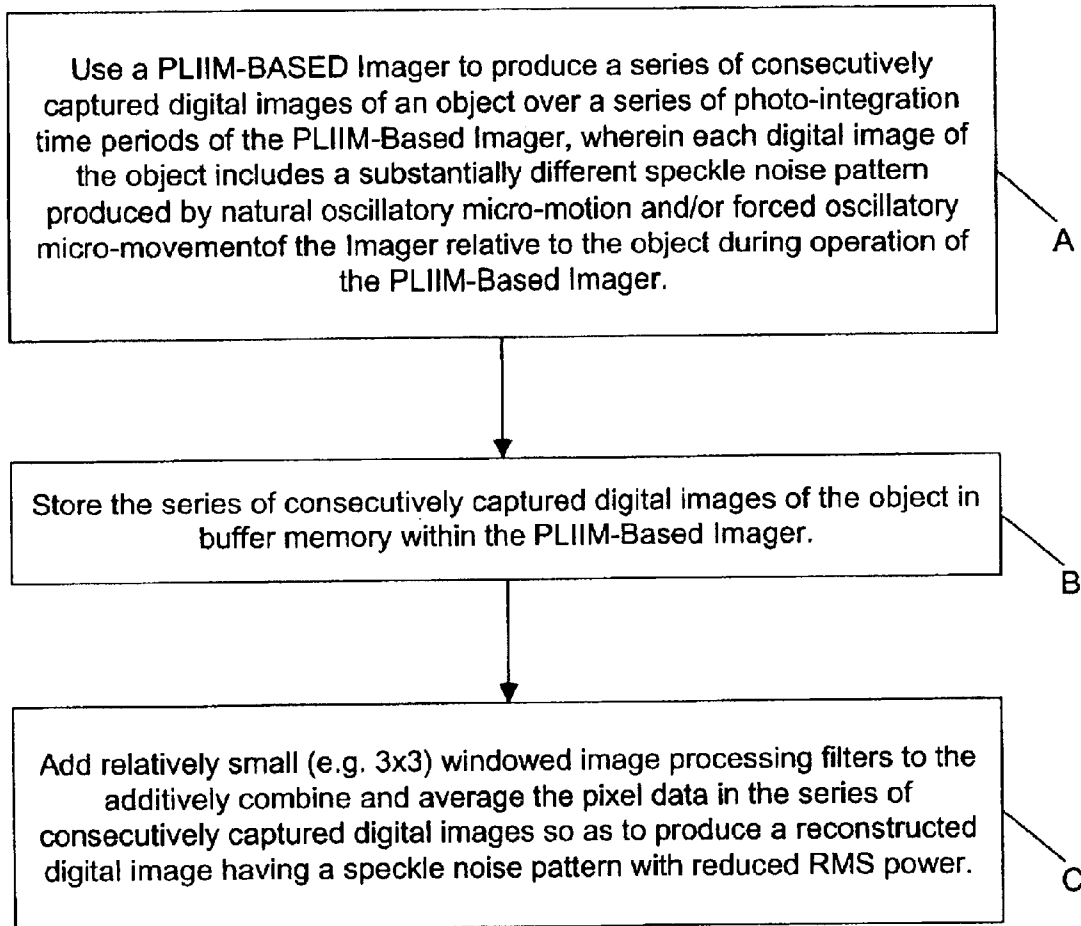 Use a PLIIM-BASED Imager to produce a series of consecutively
captured digital images of an object over a series of photo-integration
time periods of the PLIIM-Based Imager, wherein each digital image of
the object includes a substantially different speckle noise pattern
produced by natural oscillatory micro-motion and/or forced oscillatory
micro-movementof the Imager relative to the object during operation of
the PLIIM-Based Imager.
A
Store the series of consecutively captured digital images of the object in
buffer memory within the PLIIM-Based Imager.
B
Add relatively small (e.g. 3x3) windowed image processing filters to the
additively combine and average the pixel data in the series of
consecutively captured digital images so as to produce a reconstructed
digital image having a speckle noise pattern with reduced RMS power.
C